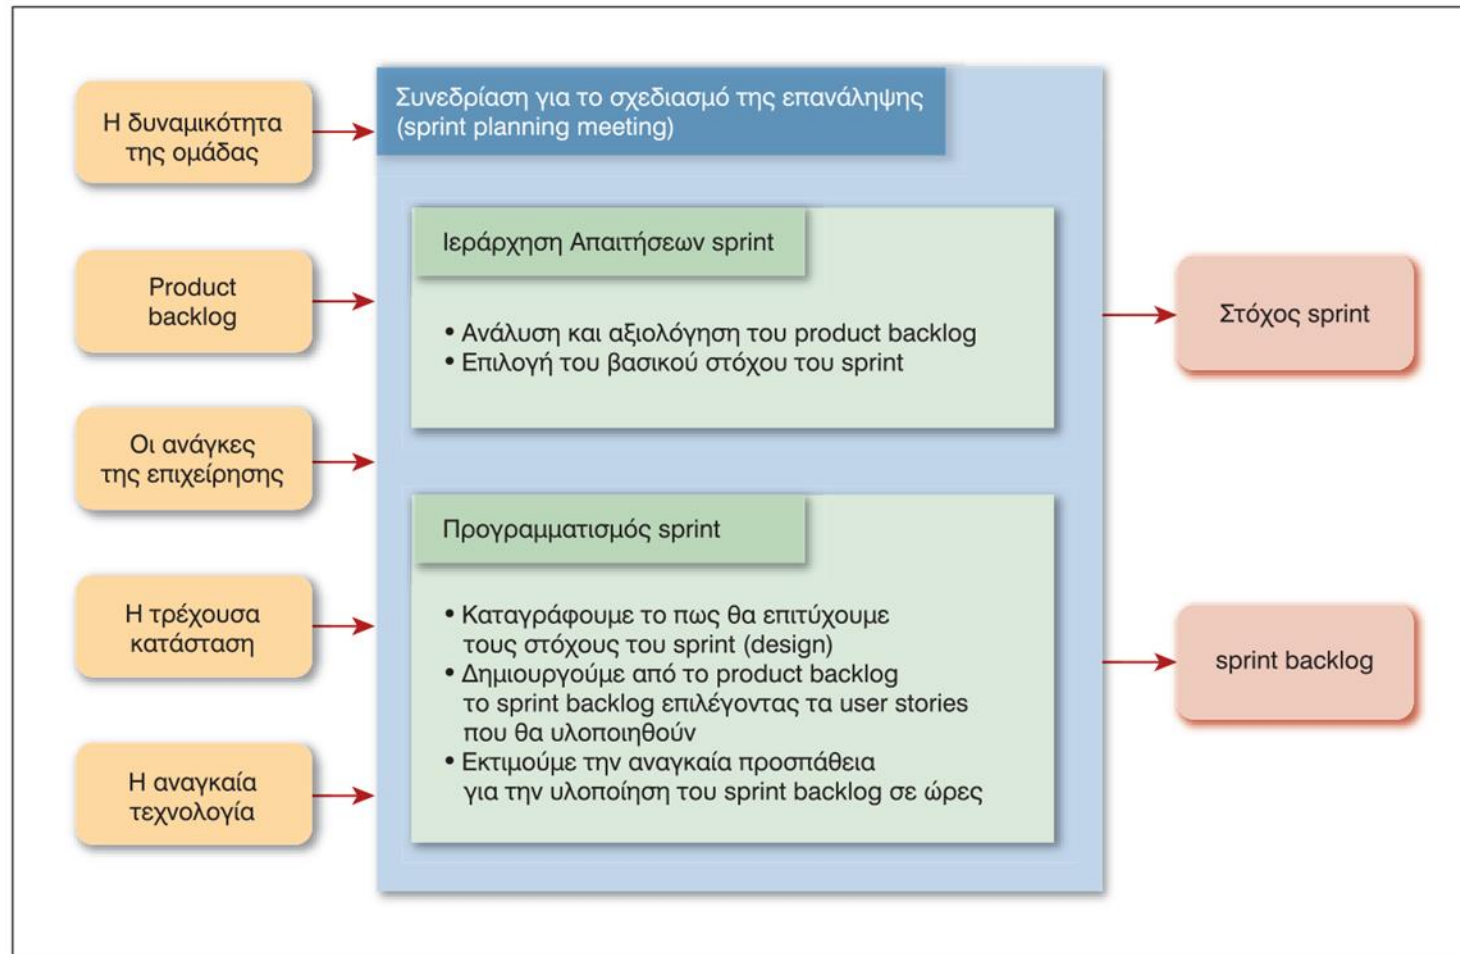 Η δυναμικότητα
της ομάδας
Product
backlog
Οι ανάγκες
της επιχείρησης
Η τρέχουσα
κατάσταση
Η αναγκαία
τεχνολογία
Συνεδρίαση για το σχεδιασμό της επανάληψης
(sprint planning meeting)
Ιεράρχηση Απαιτήσεων sprint
• Ανάλυση και αξιολόγηση του product backlog
• Επιλογή του βασικού στόχου του sprint
Προγραμματισμός sprint
• Καταγράφουμε το πως θα επιτύχουμε
τους στόχους του sprint (design)
• Δημιουργούμε από το product backlog
το sprint backlog επιλέγοντας τα user stories
που θα υλοποιηθούν
• Εκτιμούμε την αναγκαία προσπάθεια
για την υλοποίηση του sprint backlog σε ώρες
Στόχος sprint
sprint backlog